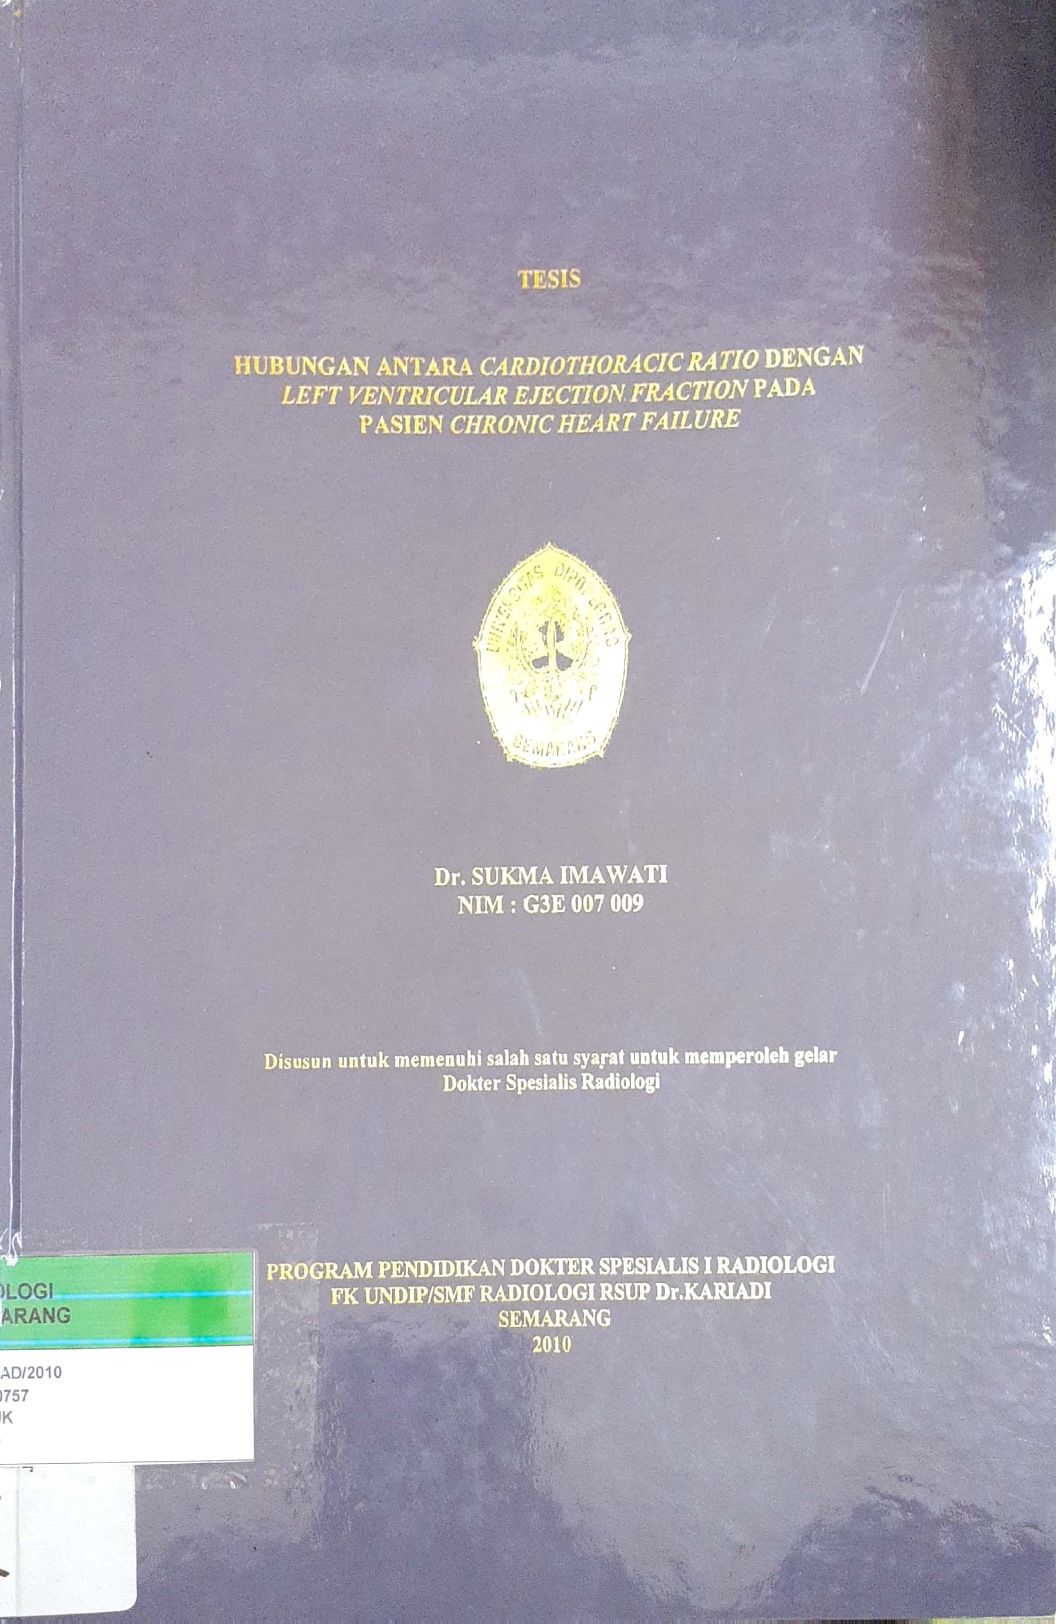 TESIS
HUBUNGAN ANTARA CARDIOTHORACIC RATIO DENGAN
LEFT VENTRICULAR EJECTION FRACTION PADA
PASIEN CHRONIC HEART FAILURE
SEMARANG
Dr. SUKMA IMAWATI
NIM : G3E 007 009
Disusun untuk memenuhi salah satu syarat untuk memperoleh gelar
Dokter Spesialis Radiologi
PROGRAM PENDIDIKAN DOKTER SPESIALIS I RADIOLOGI
FK UNDIP/SMF RADIOLOGI RSUP Dr.KARIADI
SEMARANG
2010
OLOGI
ARANG
AD/2010
0757
UK